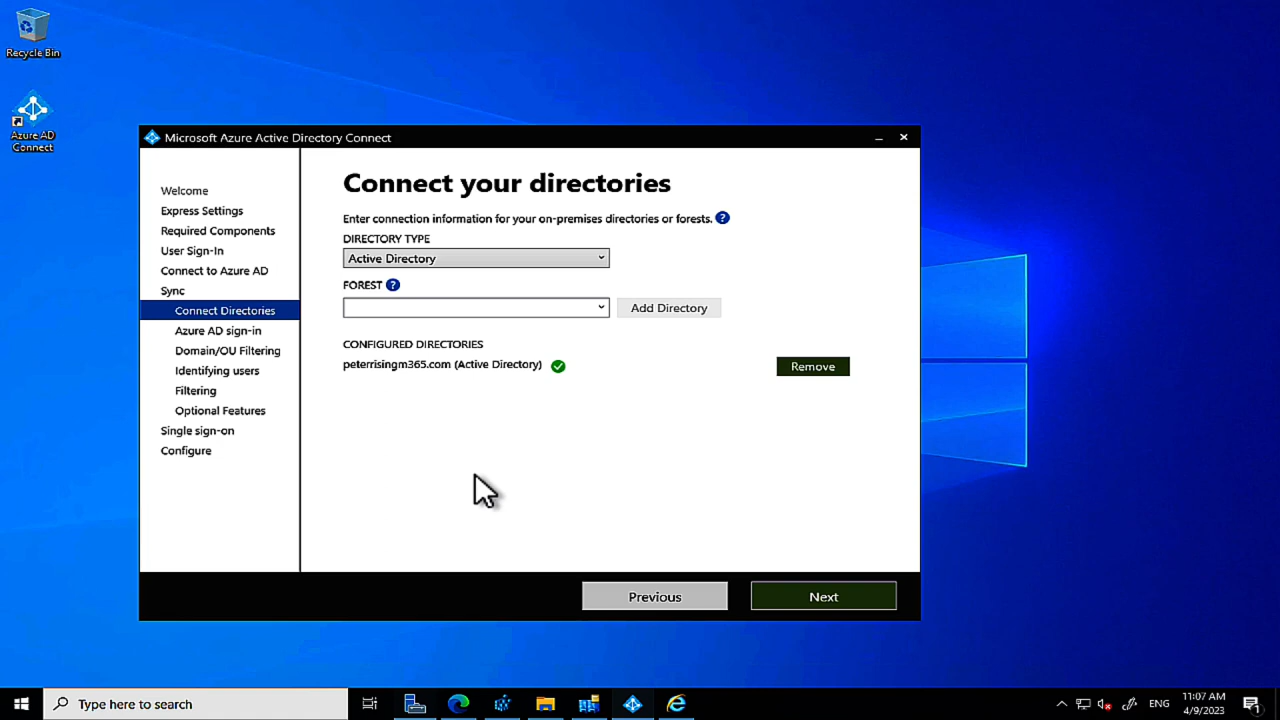 Recycle Bin
Azure AD
Connect
Microsoft Azure Active Directory Connect
Welcome
Express Settings
Required Components
User Sign-In
Connect to Azure AD
Sync
Connect Directories
Azure AD sign-in
Domain/OU Filtering
Identifying users
Filtering
Optional Features
Single sign-on
Configure
Connect your directories
Enter connection information for your on-premises directories or forests. ?
DIRECTORY TYPE
Active Directory
FOREST ?
Add Directory
CONFIGURED DIRECTORIES
peterrisingm365.com (Active Directory)
Remove
Previous
Next
Type here to search
ENG
11:07 AM
4/9/2023
1